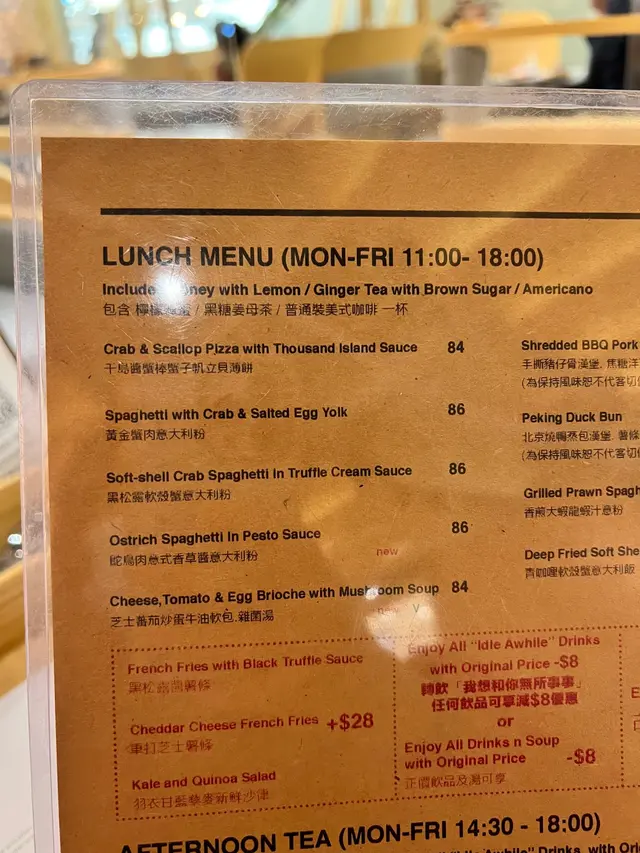 LUNCH MENU (MON-FRI 11:00- 18:00)
Include with Lemon / Ginger Tea with Brown Sugar / Americano
包含 / 黑糖姜母茶 / 普通裝美式咖啡 一杯
Crab & Scallop Pizza with Thousand Island Sauce 84
千島醬蟹棒蟹子帆立貝薄餅
Spaghetti with Crab & Salted Egg Yolk 86
黃金蟹肉意大利粉
Soft-shell Crab Spaghetti in Truffle Cream Sauce 86
黑松露軟殼蟹意大利粉
Ostrich Spaghetti in Pesto Sauce 86
鴕鳥肉意式香草醬意大利粉
new
Cheese,Tomato & Egg Brioche with Mushroom Soup 84
芝士蕃茄炒蛋牛油軟包.雜菌湯
new V
Shredded BBQ Pork
手撕豬仔骨漢堡. 焦糖洋
(為保持風味恕不代客切
Peking Duck Bun
北京燒鴨蒸包漢堡. 薯條
(為保持風味恕不代客切
Grilled Prawn Spagh
香煎大蝦龍蝦汁意粉
Deep Fried Soft She
青咖喱軟殼蟹意大利飯
French Fries with Black Truffle Sauce
黑松露菌薯條
Cheddar Cheese French Fries +$28
車打芝士薯條
Kale and Quinoa Salad
羽衣甘藍藜麥新鮮沙律
Enjoy All "Idle Awhile" Drinks
with Original Price -$8
轉飲「我想和你無所事事」
任何飲品可享減$8優惠
or
Enjoy All Drinks n Soup
with Original Price -$8
正價飲品及湯可享
AFTERNOON TEA (MON-FRI 14:30 - 18:00)
"Idle Awhile" Drinks, with Ori